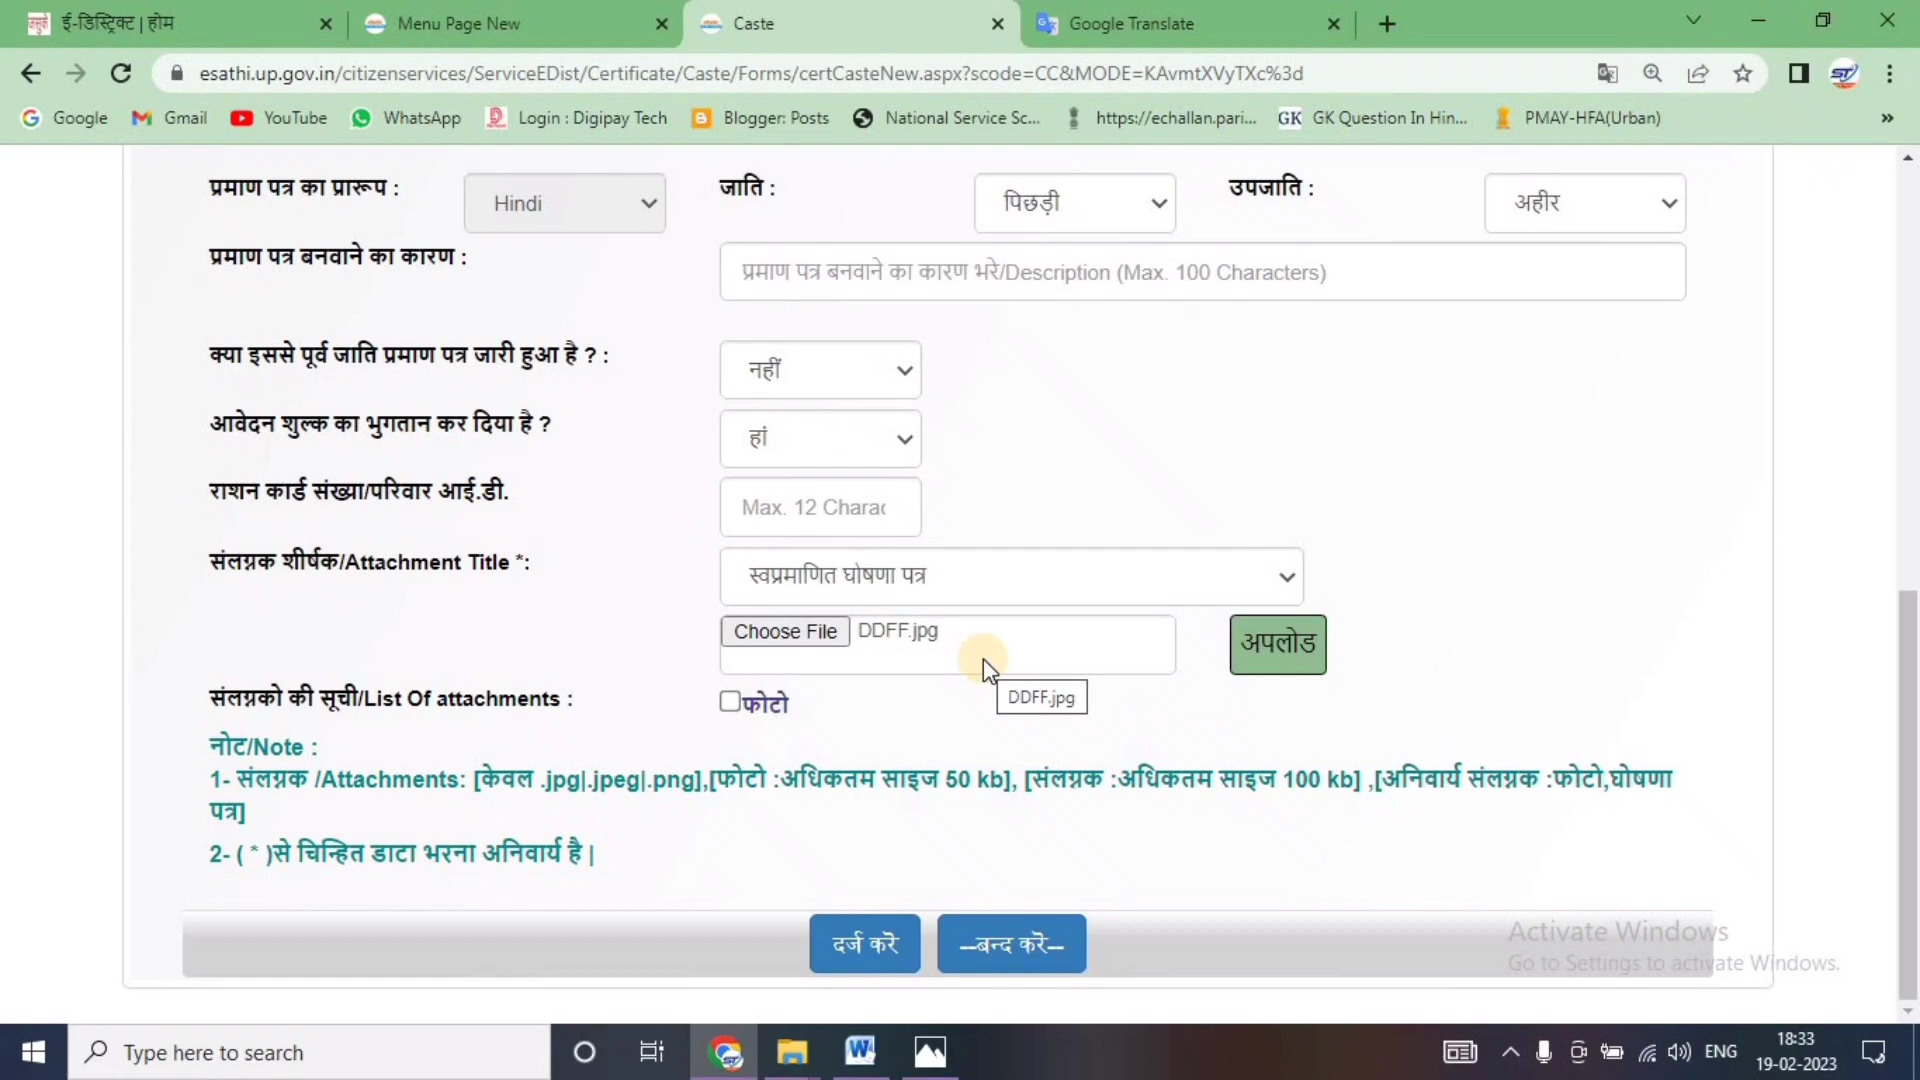 ई-डिस्ट्रिक्ट | होम
Menu Page New
Caste
Google Translate
esathi.up.gov.in/citizenservices/ServiceEDist/Certificate/Caste/Forms/certCasteNew.aspx?scode=CC&MODE=KAvmtXVyTXc%3d
Google
Gmail
YouTube
WhatsApp
Login : Digipay Tech
Blogger: Posts
National Service Sc...
https://echallan.pari...
GK
GK Question In Hin...
PMAY-HFA(Urban)
»
प्रमाण पत्र का प्रारूप :
Hindi
जाति :
पिछड़ी
उपजाति :
अहीर
प्रमाण पत्र बनवाने का कारण :
प्रमाण पत्र बनवाने का कारण भरे/Description (Max. 100 Characters)
क्या इससे पूर्व जाति प्रमाण पत्र जारी हुआ है ? :
नहीं
आवेदन शुल्क का भुगतान कर दिया है ?
हां
राशन कार्ड संख्या/परिवार आई.डी.
Max. 12 Charac
संलग्नक शीर्षक/Attachment Title *:
स्वप्रमाणित घोषणा पत्र
Choose File
DDFF.jpg
अपलोड
संलग्नको की सूची/List Of attachments :
फोटो
DDFF.jpg
नोट/Note :
1- संलग्नक /Attachments: [केवल .jpg|.jpeg|.png],[फोटो :अधिकतम साइज 50 kb], [संलग्नक :अधिकतम साइज 100 kb] ,[अनिवार्य संलग्नक :फोटो,घोषणा
पत्र]
2- ( * )से चिन्हित डाटा भरना अनिवार्य है |
दर्ज करें
--बन्द करें--
Activate Windows
Go to Settings to activate Windows.
Type here to search
ENG
18:33
19-02-2023